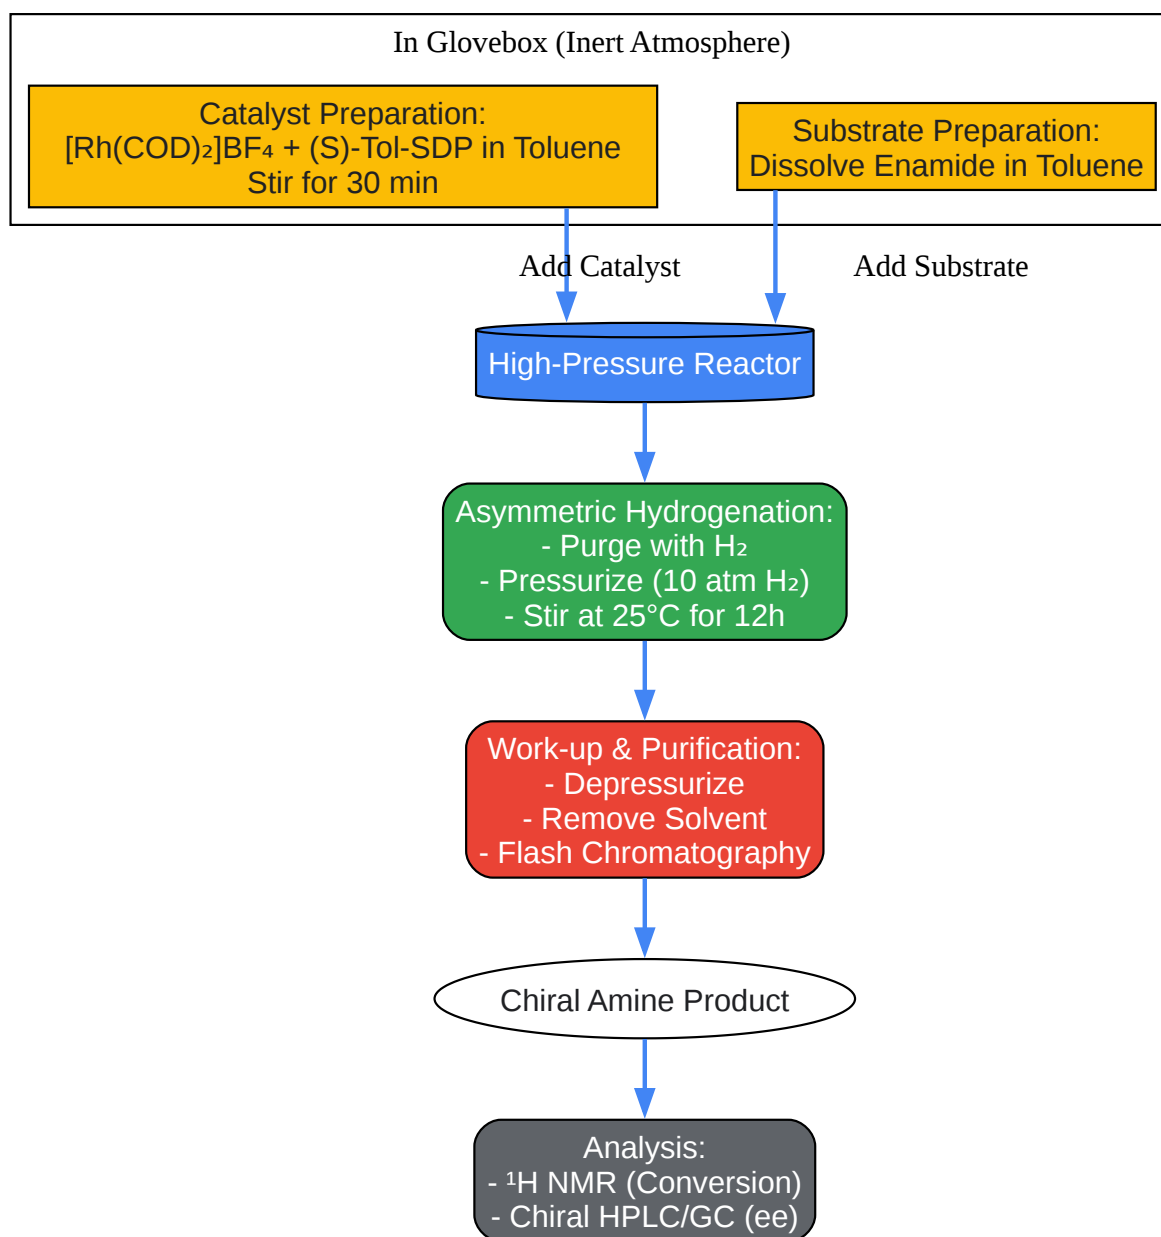 In Glovebox (Inert Atmosphere)
Catalyst Preparation:
[Rh(COD)₂]BF₄ + (S)-Tol-SDP in Toluene
Stir for 30 min
Substrate Preparation:
Dissolve Enamide in Toluene
Add Catalyst
Add Substrate
High-Pressure Reactor
Asymmetric Hydrogenation:
- Purge with H₂
- Pressurize (10 atm H₂)
- Stir at 25°C for 12h
Work-up & Purification:
- Depressurize
- Remove Solvent
- Flash Chromatography
Chiral Amine Product
Analysis:
- ¹H NMR (Conversion)
- Chiral HPLC/GC (ee)